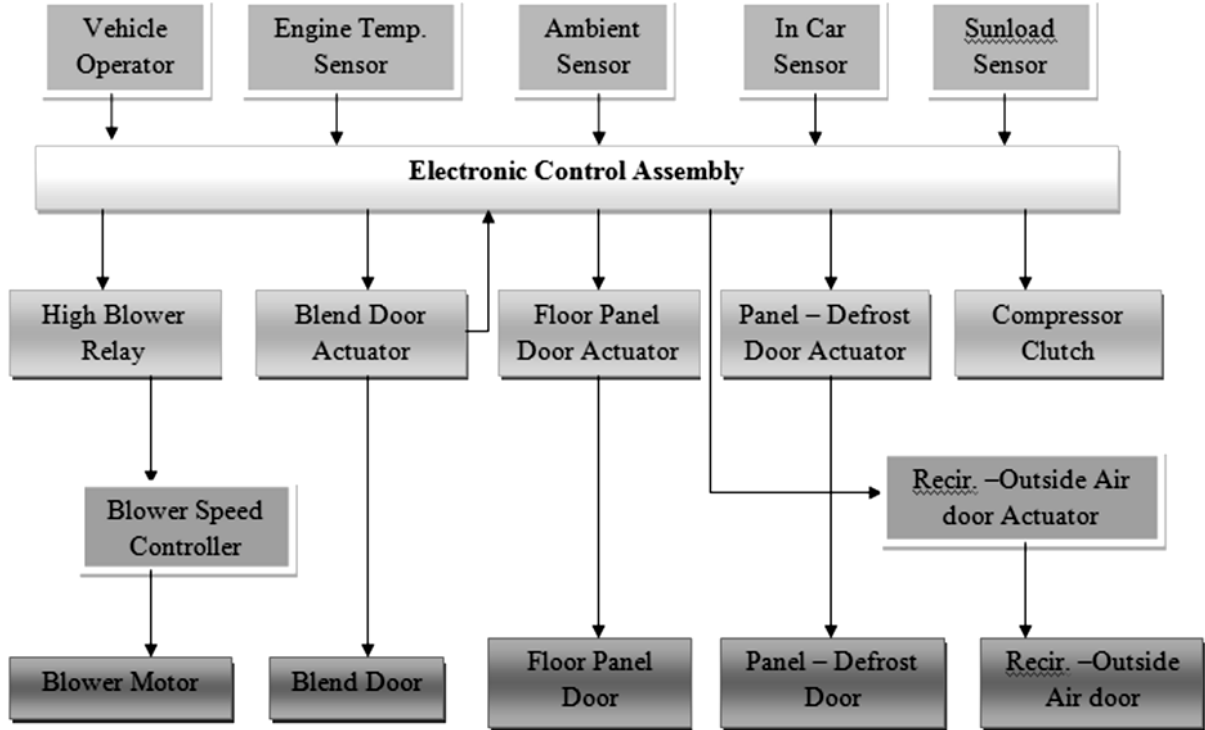 Vehicle
Operator
Engine Temp.
Sensor
Ambient
Sensor
In Car
Sensor
Sunload
Sensor
Electronic Control Assembly
High Blower
Relay
Blend Door
Actuator
Floor Panel
Door Actuator
Panel – Defrost
Door Actuator
Compressor
Clutch
Recir. –Outside Air
door Actuator
Blower Speed
Controller
Blower Motor
Blend Door
Floor Panel
Door
Panel – Defrost
Door
Recir. –Outside
Air door